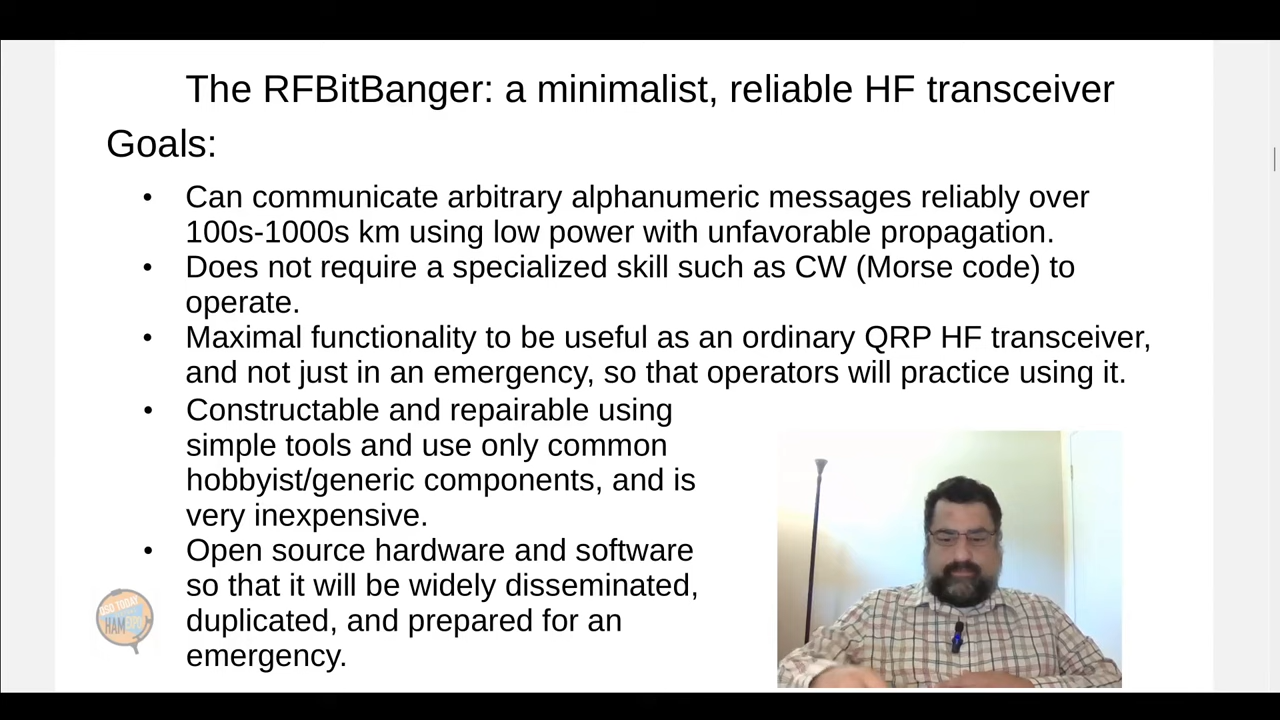 The RFBitBanger: a minimalist, reliable HF transceiver
Goals:
• Can communicate arbitrary alphanumeric messages reliably over
100s-1000s km using low power with unfavorable propagation.
• Does not require a specialized skill such as CW (Morse code) to
operate.
• Maximal functionality to be useful as an ordinary QRP HF transceiver,
and not just in an emergency, so that operators will practice using it.
• Constructable and repairable using
simple tools and use only common
hobbyist/generic components, and is
very inexpensive.
• Open source hardware and software
so that it will be widely disseminated,
duplicated, and prepared for an
emergency.
QSO TODAY
HAM EXPO